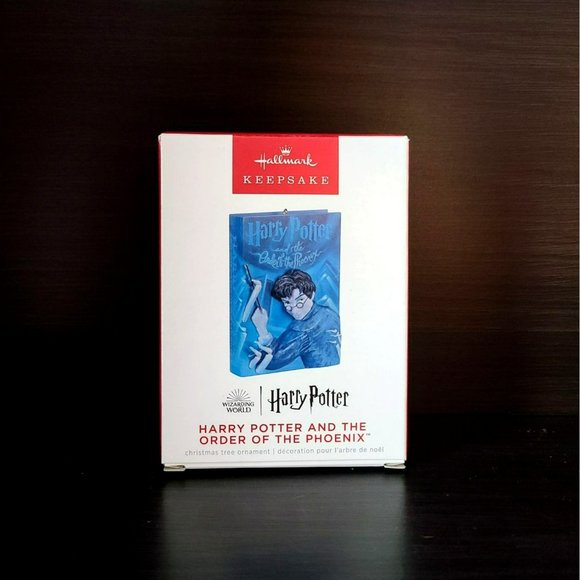 Hallmark
KEEPSAKE
Harry Potter
and the
Order of the Phoenix
WIZARDING
WORLD
Harry Potter
HARRY POTTER AND THE
ORDER OF THE PHOENIX™
christmas tree ornament | décoration pour l'arbre de noël